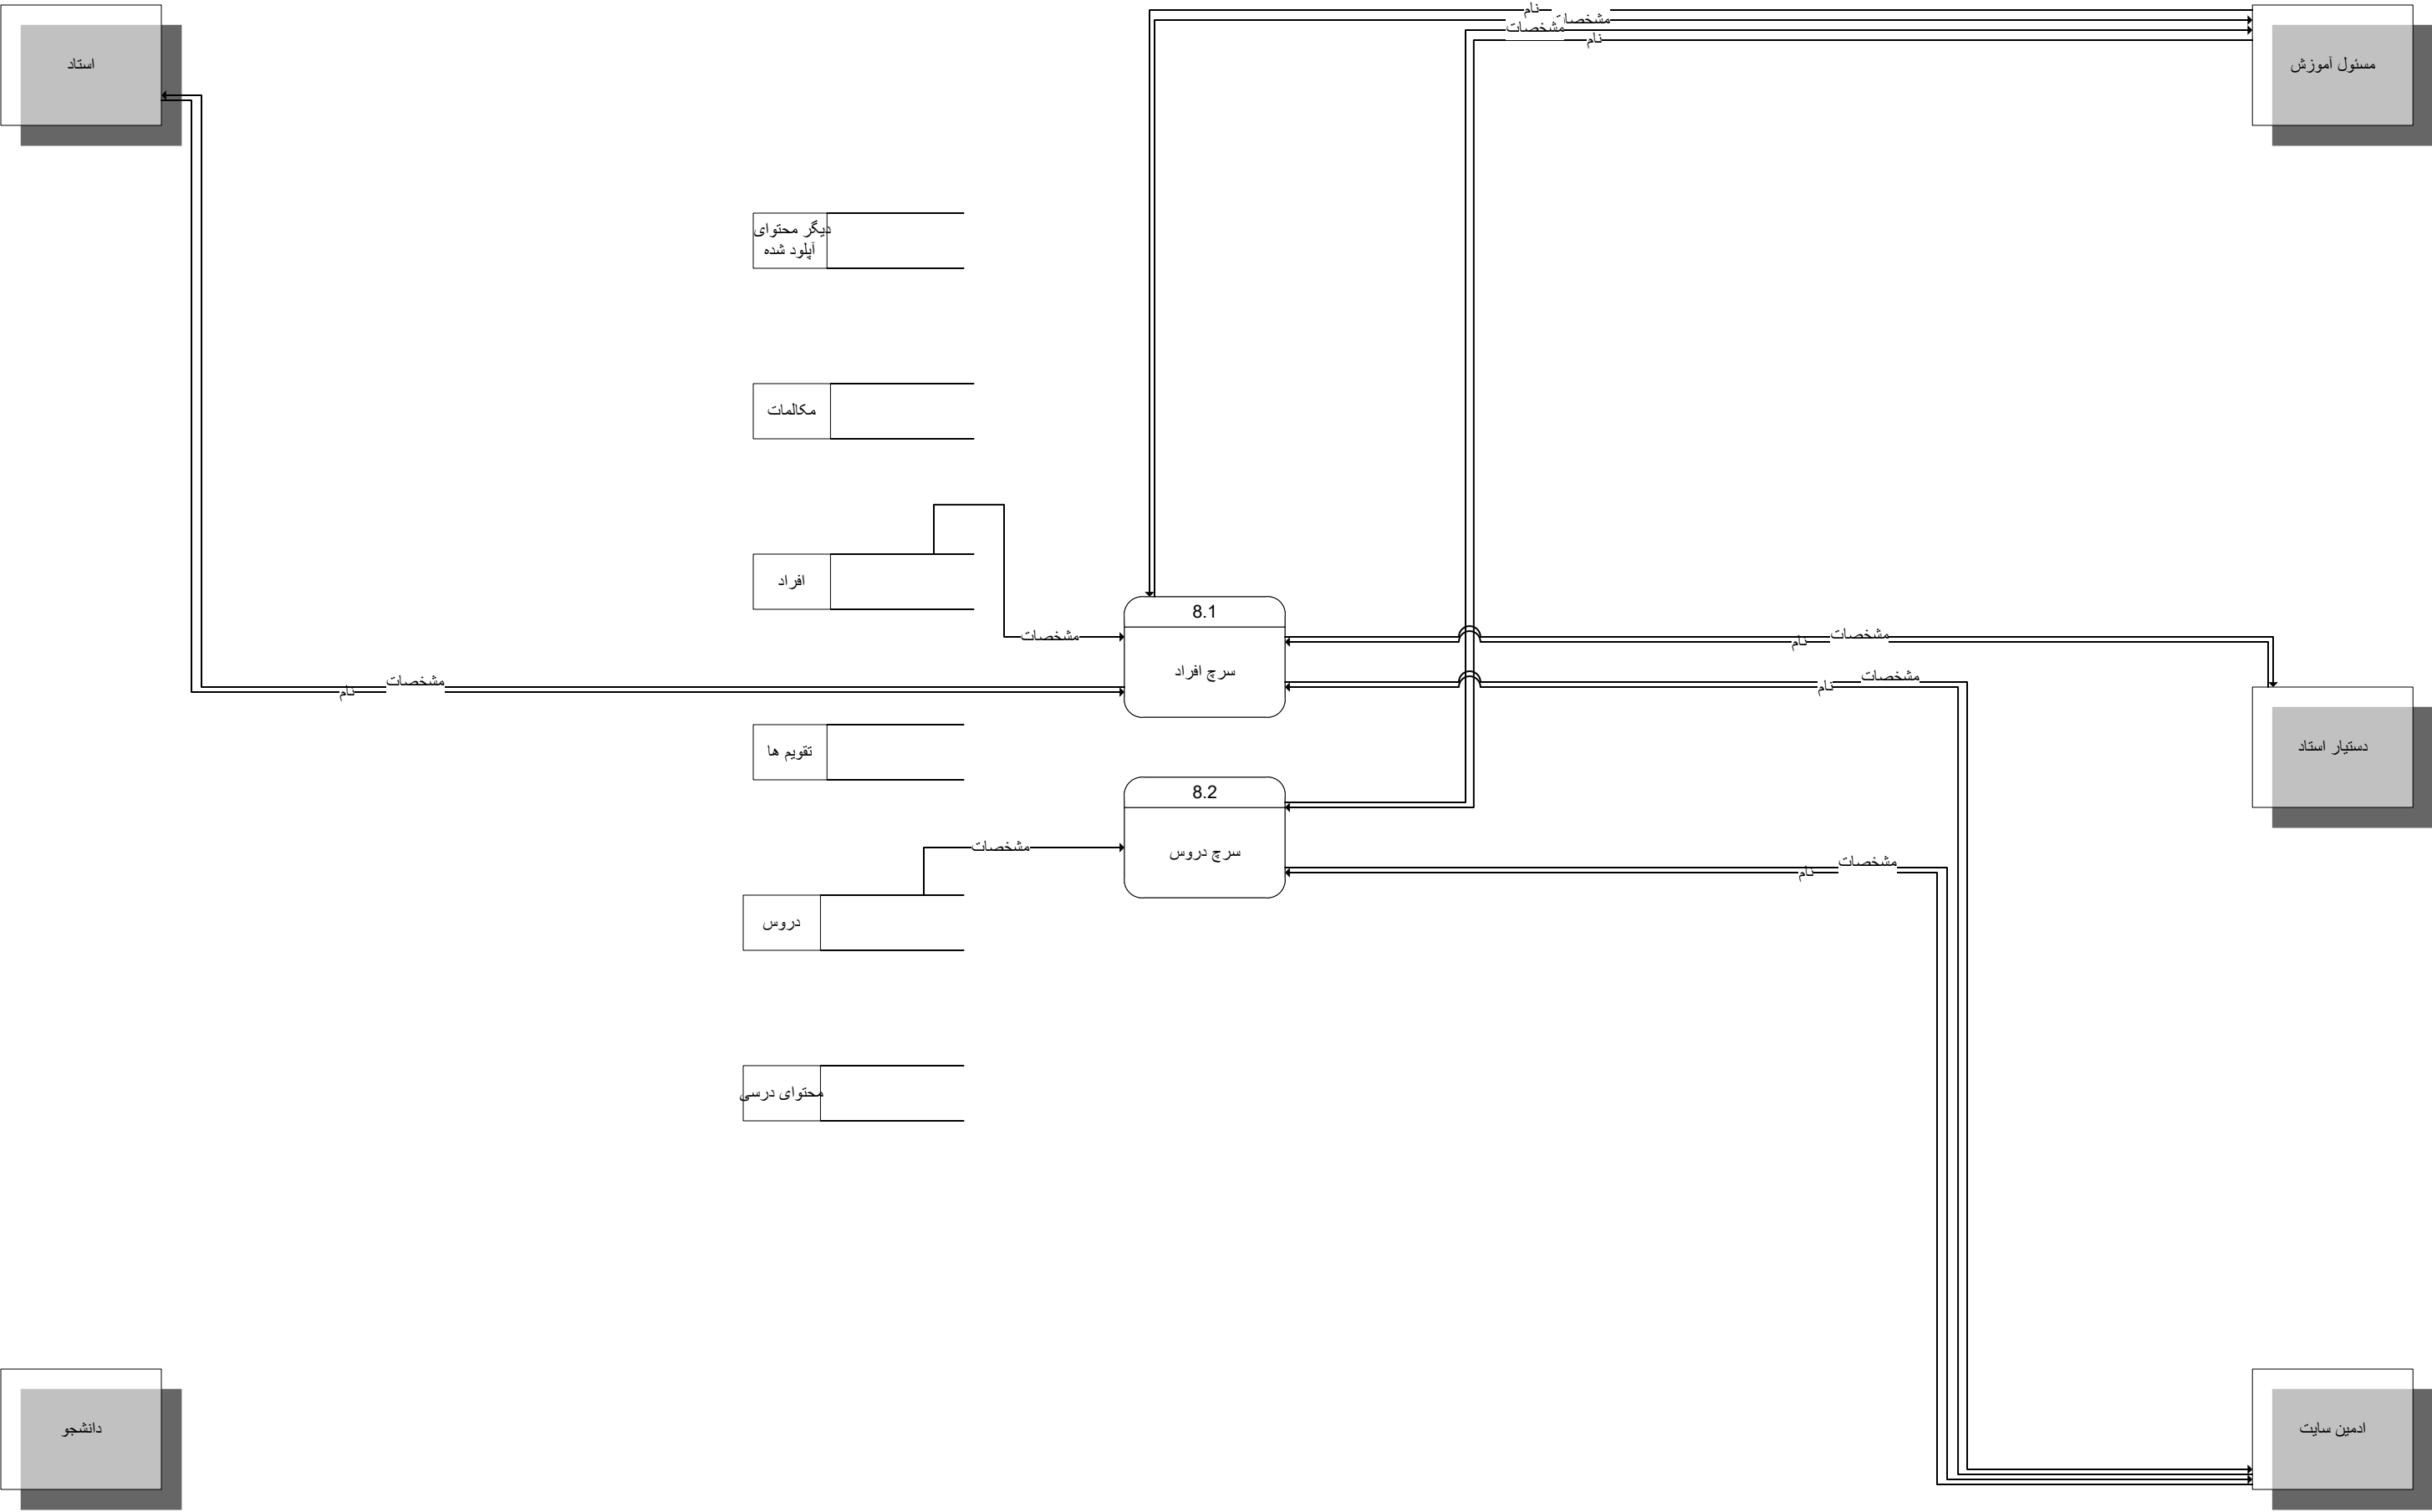 نام
مشخصات
مشخصات
نام
استاد
مسئول آموزش
دیگر محتوای
آپلود شده
مکالمات
افراد
8.1
مشخصات
مشخصات
نام
سرچ افراد
مشخصات
نام
مشخصات
نام
دستیار استاد
تقویم ها
8.2
مشخصات
سرچ دروس
مشخصات
نام
دروس
محتوای درسی
دانشجو
ادمین سایت